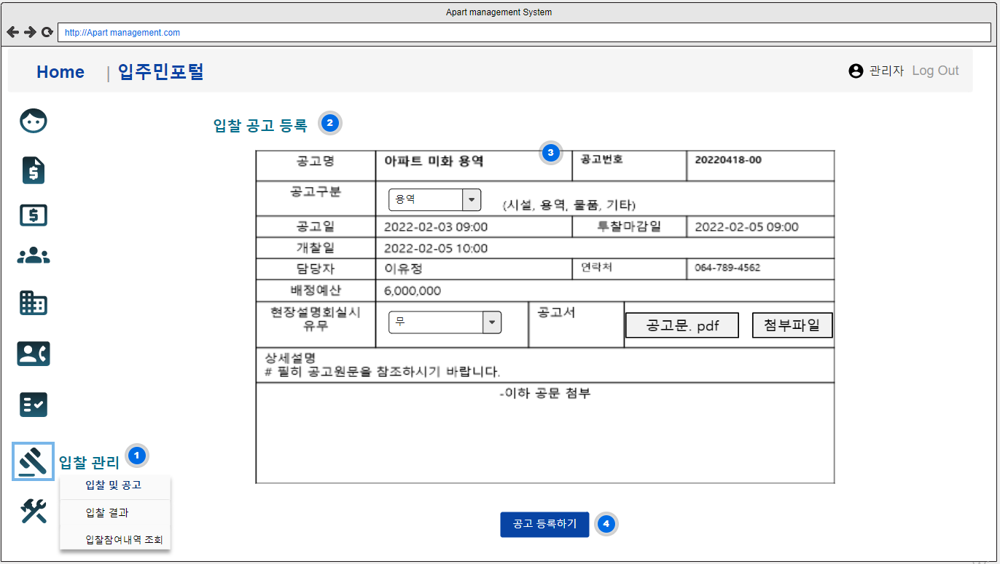 Apart management System
http://Apart management.com
Home | 입주민포털
관리자 Log Out
입찰 공고 등록 2
3
공고명 아파트 미화 용역 공고번호 20220418-00
공고구분 용역 (시설, 용역, 물품, 기타)
공고일 2022-02-03 09:00 투찰마감일 2022-02-05 09:00
개찰일 2022-02-05 10:00
담당자 이유정 연락처 064-789-4562
배정예산 6,000,000
현장설명회실시
유무 무 공고서 공고문. pdf 첨부파일
상세설명
# 필히 공고원문을 참조하시기 바랍니다.
-이하 공문 첨부
입찰 관리 1
입찰 및 공고
입찰 결과
입찰참여내역 조회
공고 등록하기 4